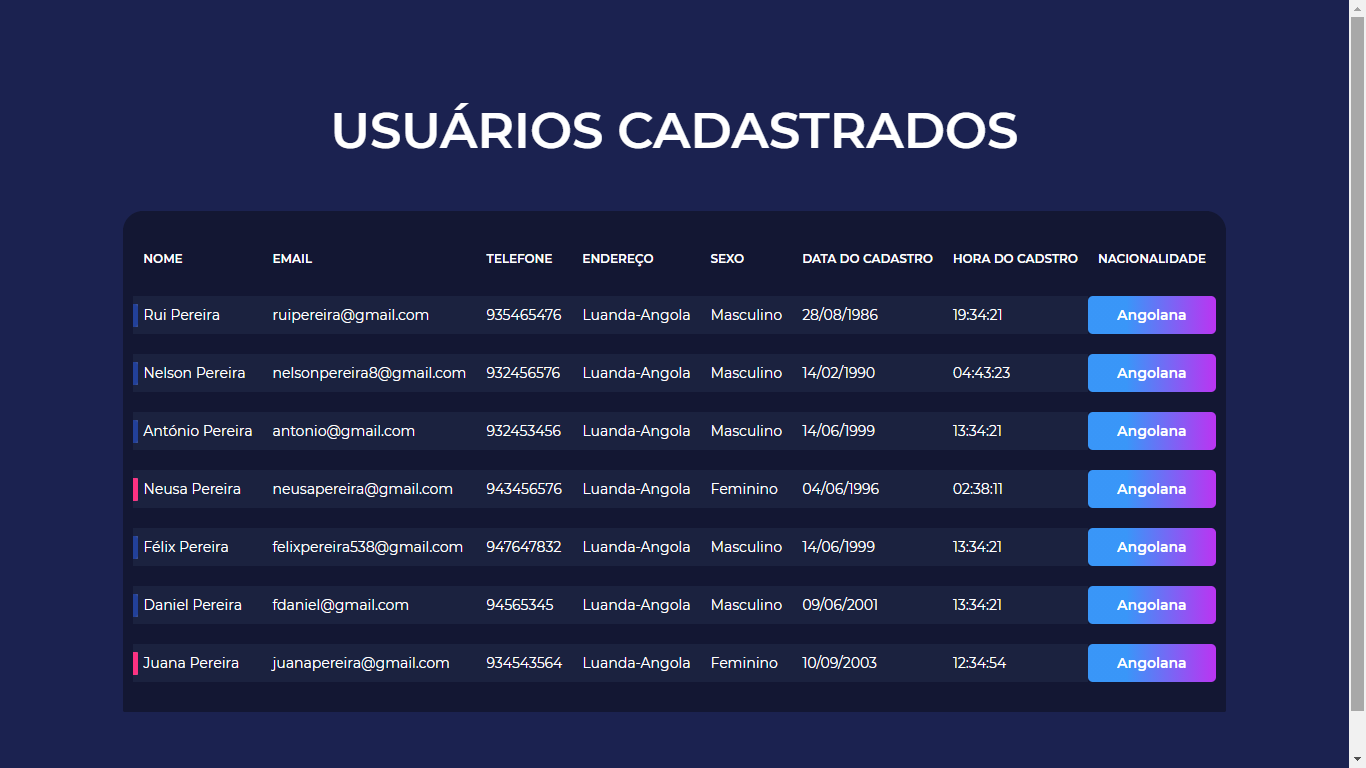 USUÁRIOS CADASTRADOS
NOME EMAIL TELEFONE ENDEREÇO SEXO DATA DO CADASTRO HORA DO CADSTRO NACIONALIDADE
Rui Pereira ruipereira@gmail.com 935465476 Luanda-Angola Masculino 28/08/1986 19:34:21 Angolana
Nelson Pereira nelsonpereira8@gmail.com 932456576 Luanda-Angola Masculino 14/02/1990 04:43:23 Angolana
António Pereira antonio@gmail.com 932453456 Luanda-Angola Masculino 14/06/1999 13:34:21 Angolana
Neusa Pereira neusapereira@gmail.com 943456576 Luanda-Angola Feminino 04/06/1996 02:38:11 Angolana
Félix Pereira felixpereira538@gmail.com 947647832 Luanda-Angola Masculino 14/06/1999 13:34:21 Angolana
Daniel Pereira fdaniel@gmail.com 94565345 Luanda-Angola Masculino 09/06/2001 13:34:21 Angolana
Juana Pereira juanapereira@gmail.com 934543564 Luanda-Angola Feminino 10/09/2003 12:34:54 Angolana